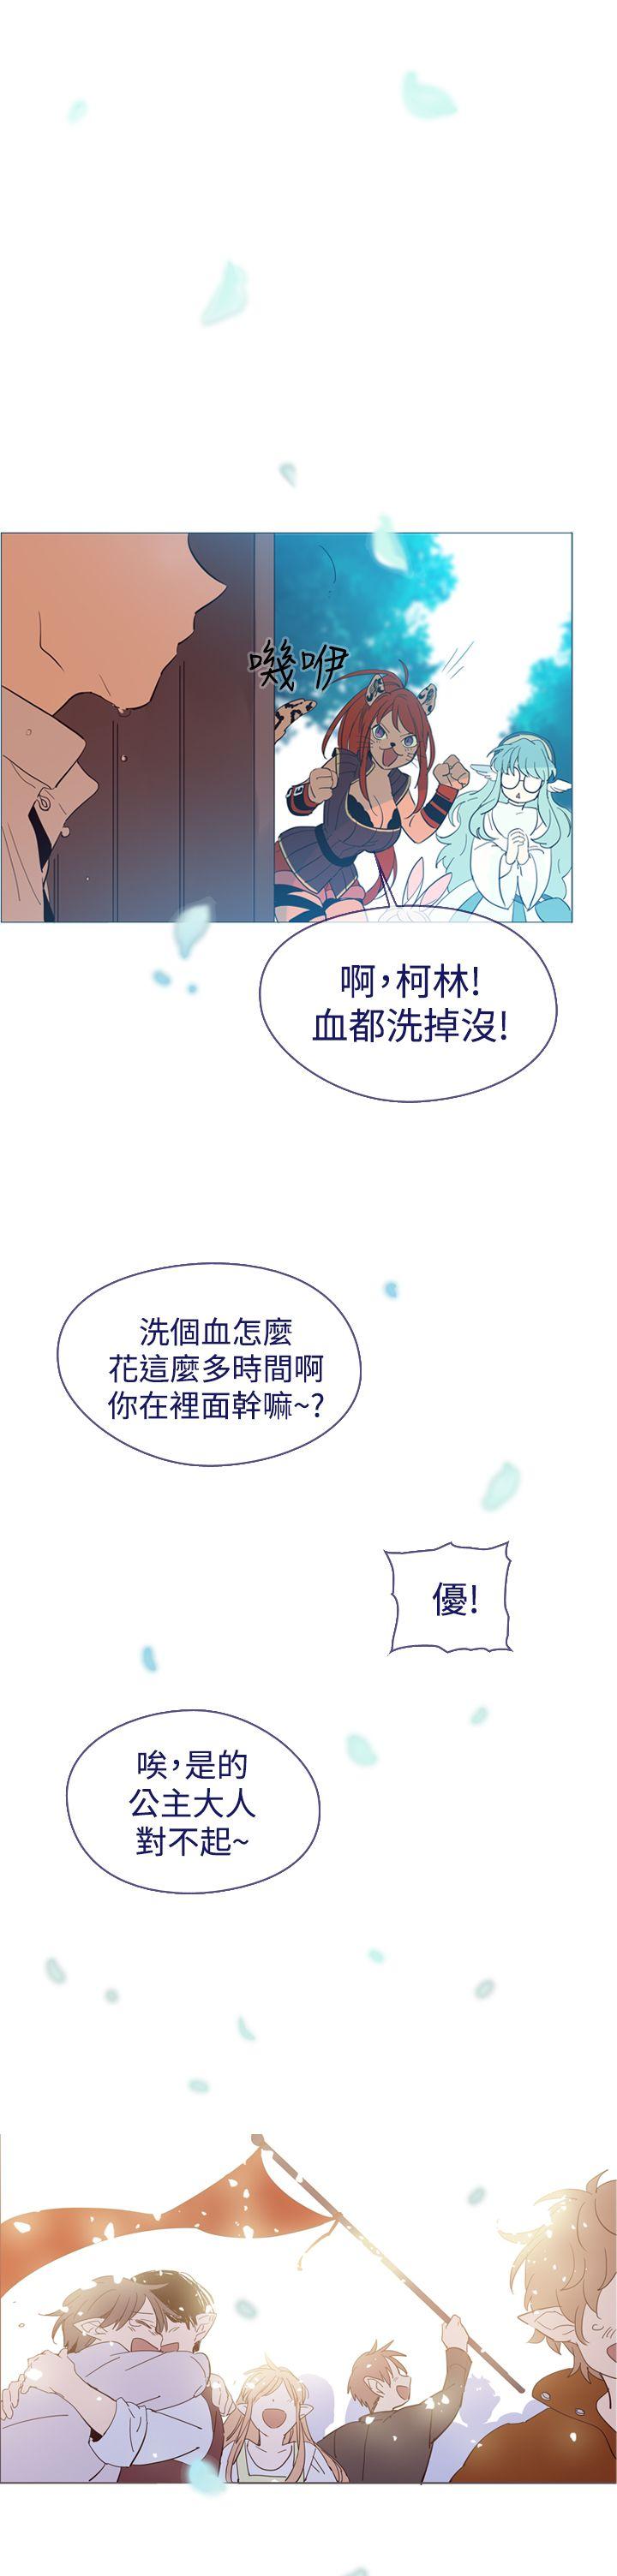 嘰咿
啊，柯林!
血都洗掉沒!
洗個血怎麼
花這麼多時間啊
你在裡面幹嘛~?
優!
唉，是的
公主大人
對不起~